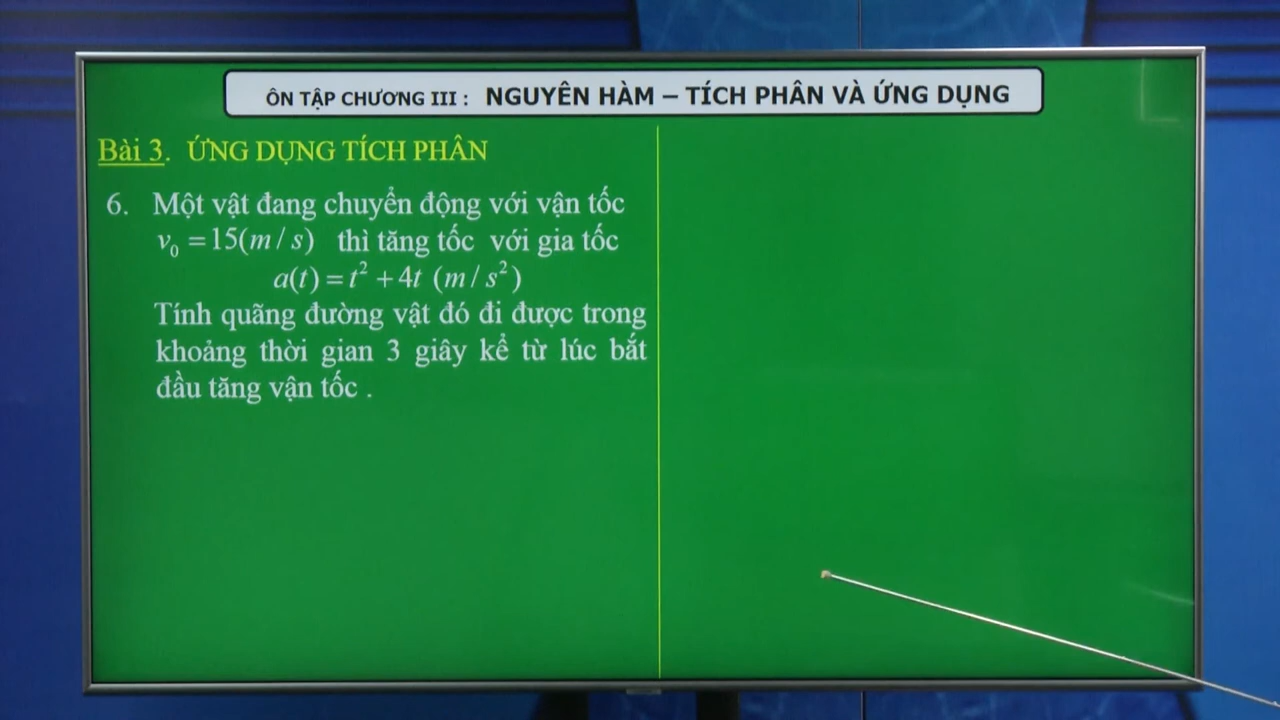 ÔN TẬP CHƯƠNG III : NGUYÊN HÀM – TÍCH PHÂN VÀ ỨNG DỤNG
Bài 3. ỨNG DỤNG TÍCH PHÂN
6. Một vật đang chuyển động với vận tốc
v₀ = 15(m / s) thì tăng tốc với gia tốc
a(t) = t² + 4t (m / s²)
Tính quãng đường vật đó đi được trong
khoảng thời gian 3 giây kể từ lúc bắt
đầu tăng vận tốc .